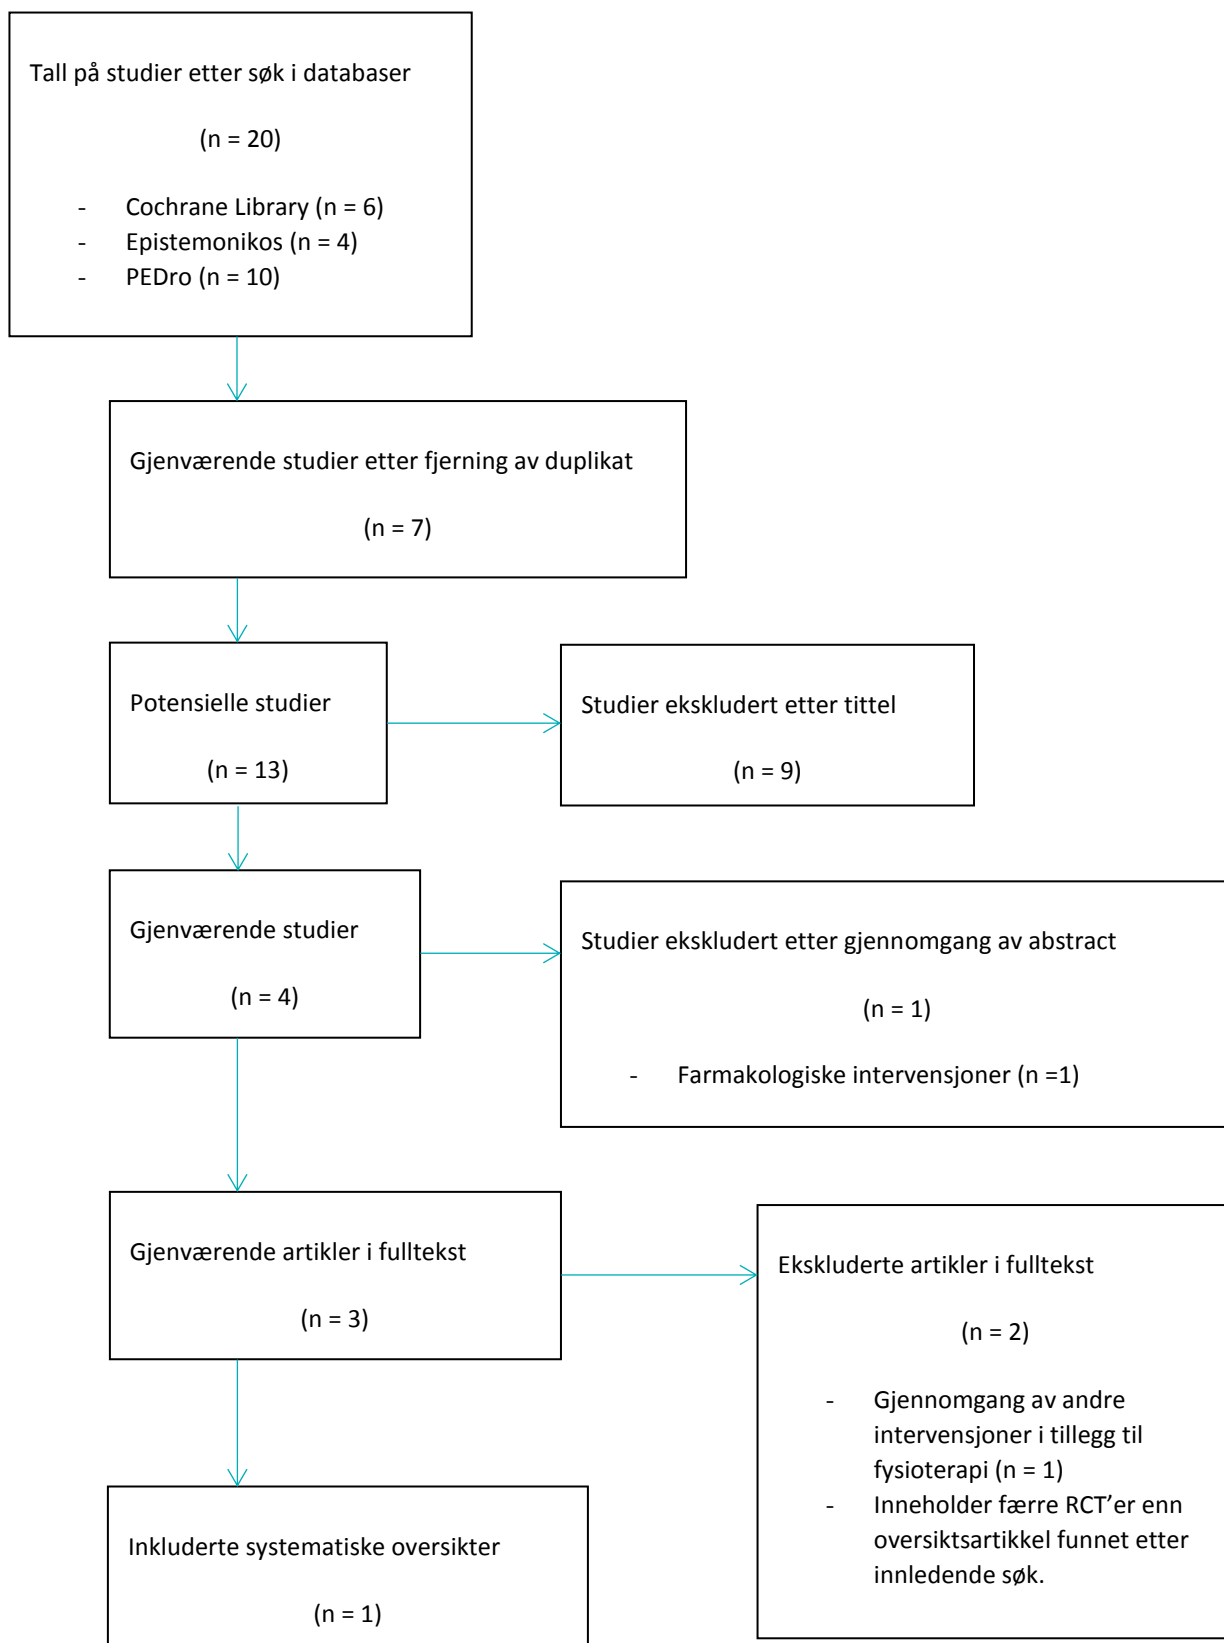 Tall på studier etter søk i databaser
(n = 20)
- Cochrane Library (n = 6)
- Epistemonikos (n = 4)
- PEDro (n = 10)
Gjenværende studier etter fjerning av duplikat
(n = 7)
Potensielle studier
(n = 13)
Studier ekskludert etter tittel
(n = 9)
Gjenværende studier
(n = 4)
Studier ekskludert etter gjennomgang av abstract
(n = 1)
- Farmakologiske intervensjoner (n =1)
Gjenværende artikler i fulltekst
(n = 3)
Ekskluderte artikler i fulltekst
(n = 2)
- Gjennomgang av andre
intervensjoner i tillegg til
fysioterapi (n = 1)
- Inneholder færre RCT’er enn
oversiktsartikkel funnet etter
innledende søk.
Inkluderte systematiske oversikter
(n = 1)